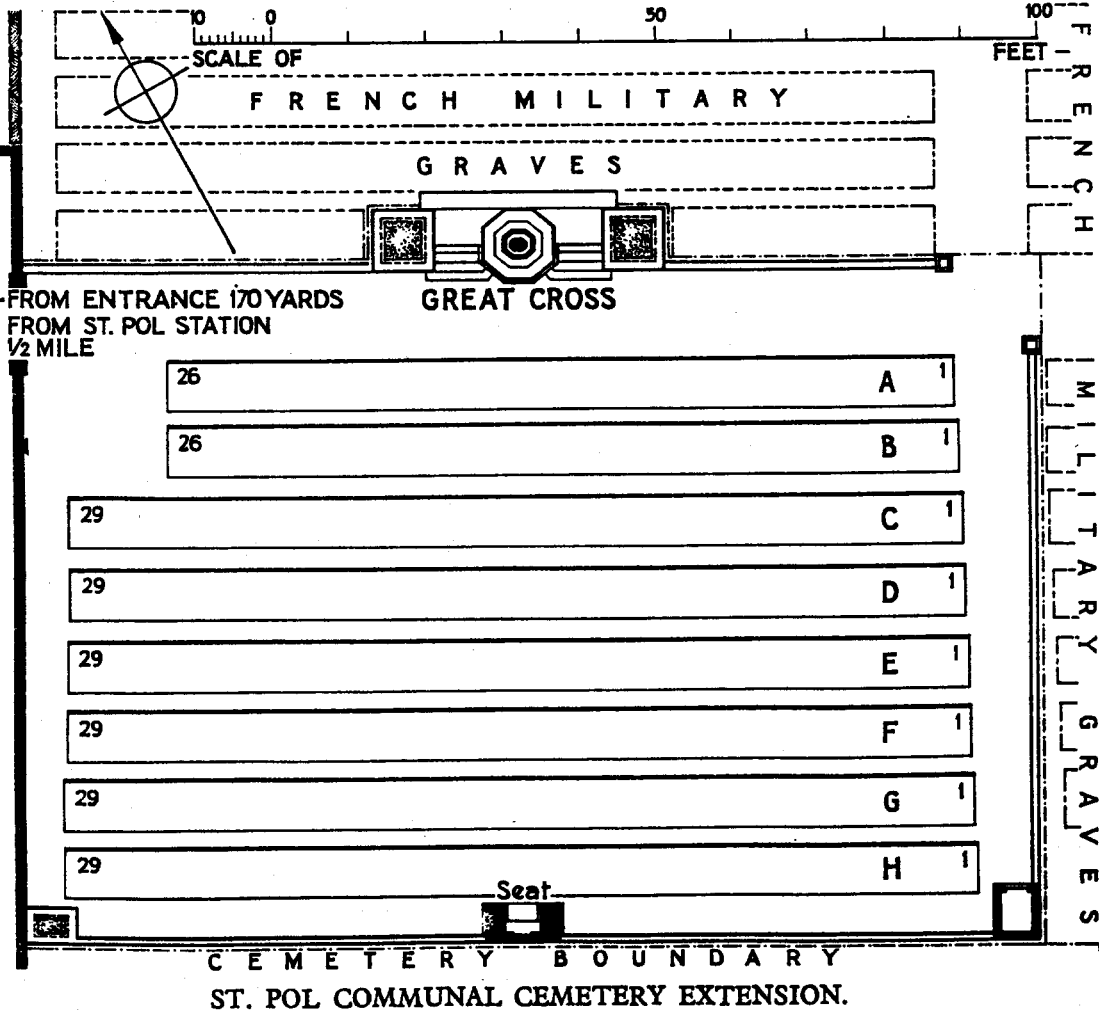 10 0 50 100
SCALE OF FEET
FRENCH MILITARY
GRAVES
FRENCH
MILITARY
GRAVES
GREAT CROSS
FROM ENTRANCE 170 YARDS
FROM ST. POL STATION
1/2 MILE
26 A 1
26 B 1
29 C 1
29 D 1
29 E 1
29 F 1
29 G 1
29 H 1
Seat
CEMETERY BOUNDARY
ST. POL COMMUNAL CEMETERY EXTENSION.